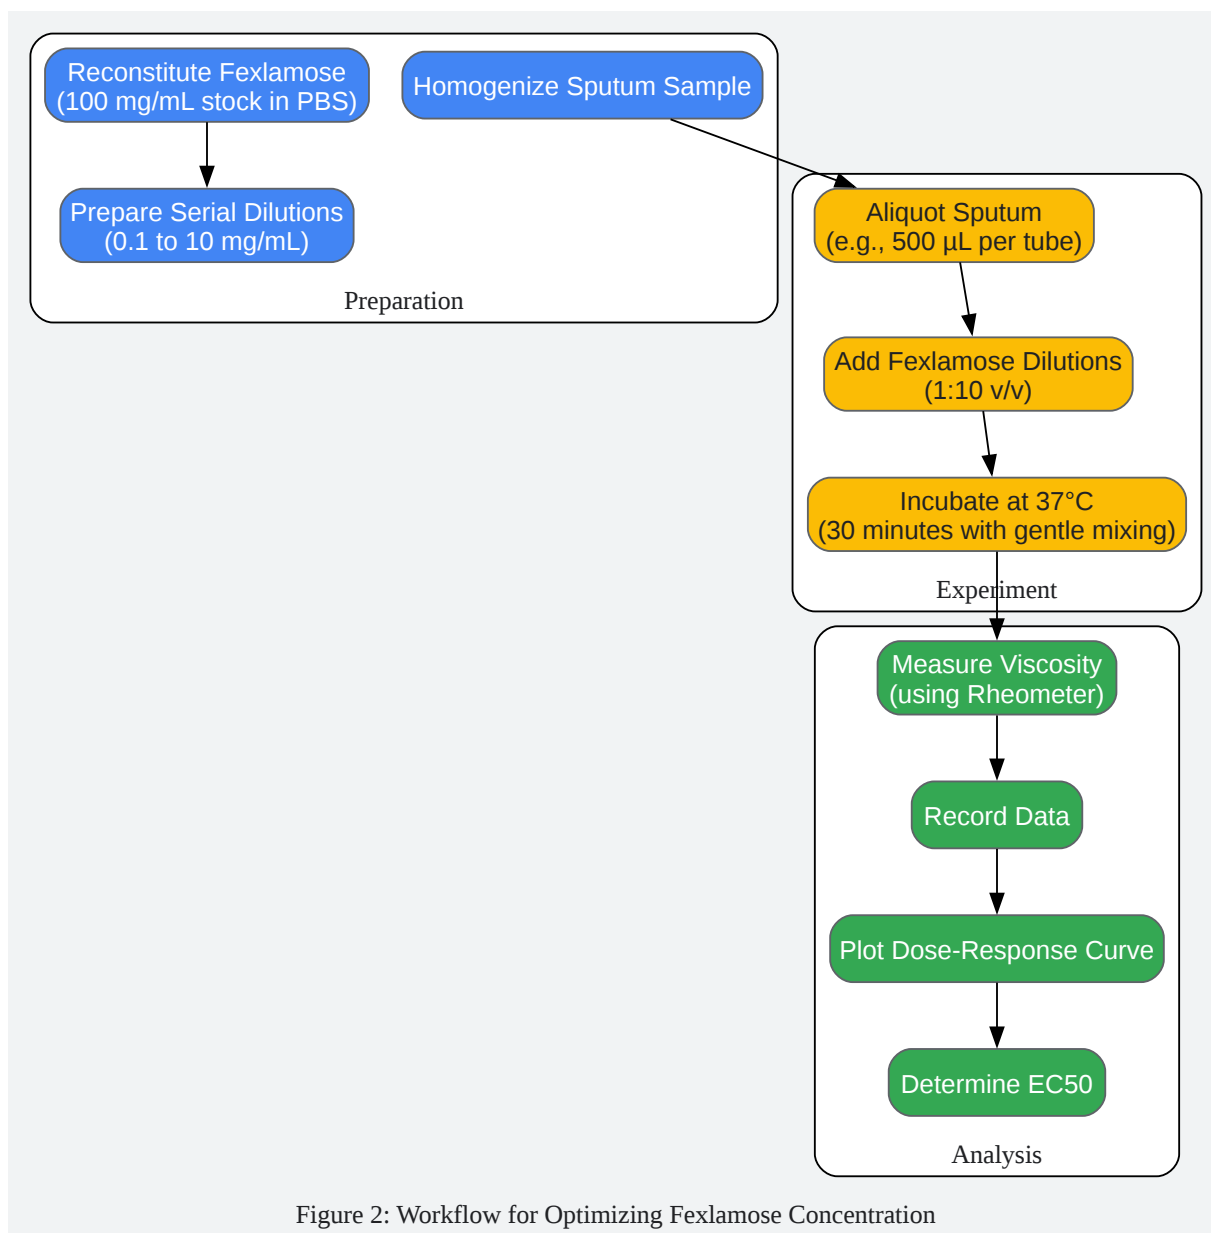 Reconstitute Fexlamose
(100 mg/mL stock in PBS)
Homogenize Sputum Sample
Prepare Serial Dilutions
(0.1 to 10 mg/mL)
Preparation
Aliquot Sputum
(e.g., 500 µL per tube)
Add Fexlamose Dilutions
(1:10 v/v)
Incubate at 37°C
(30 minutes with gentle mixing)
Experiment
Measure Viscosity
(using Rheometer)
Record Data
Plot Dose-Response Curve
Determine EC50
Analysis
Figure 2: Workflow for Optimizing Fexlamose Concentration